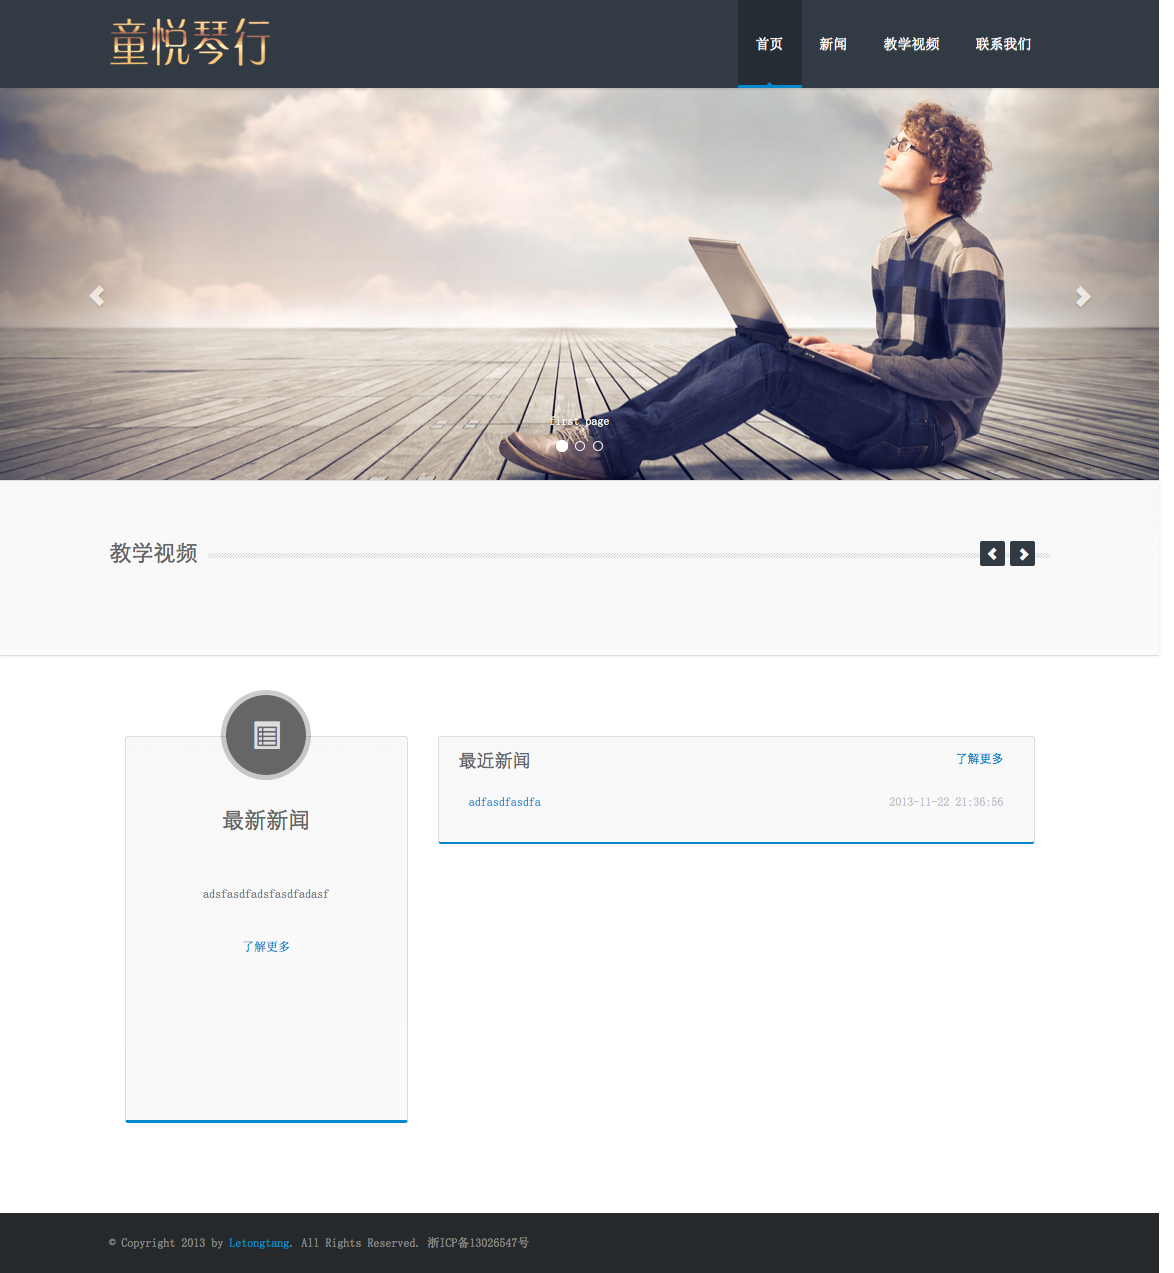 童悦琴行
首页 新闻 教学视频 联系我们
first page
教学视频
最新新闻
adsfasdfadsfasdfadasf
了解更多
最近新闻 了解更多
adfasdfasdfa 2013-11-22 21:36:56
© Copyright 2013 by Letongtang. All Rights Reserved. 浙ICP备13026547号